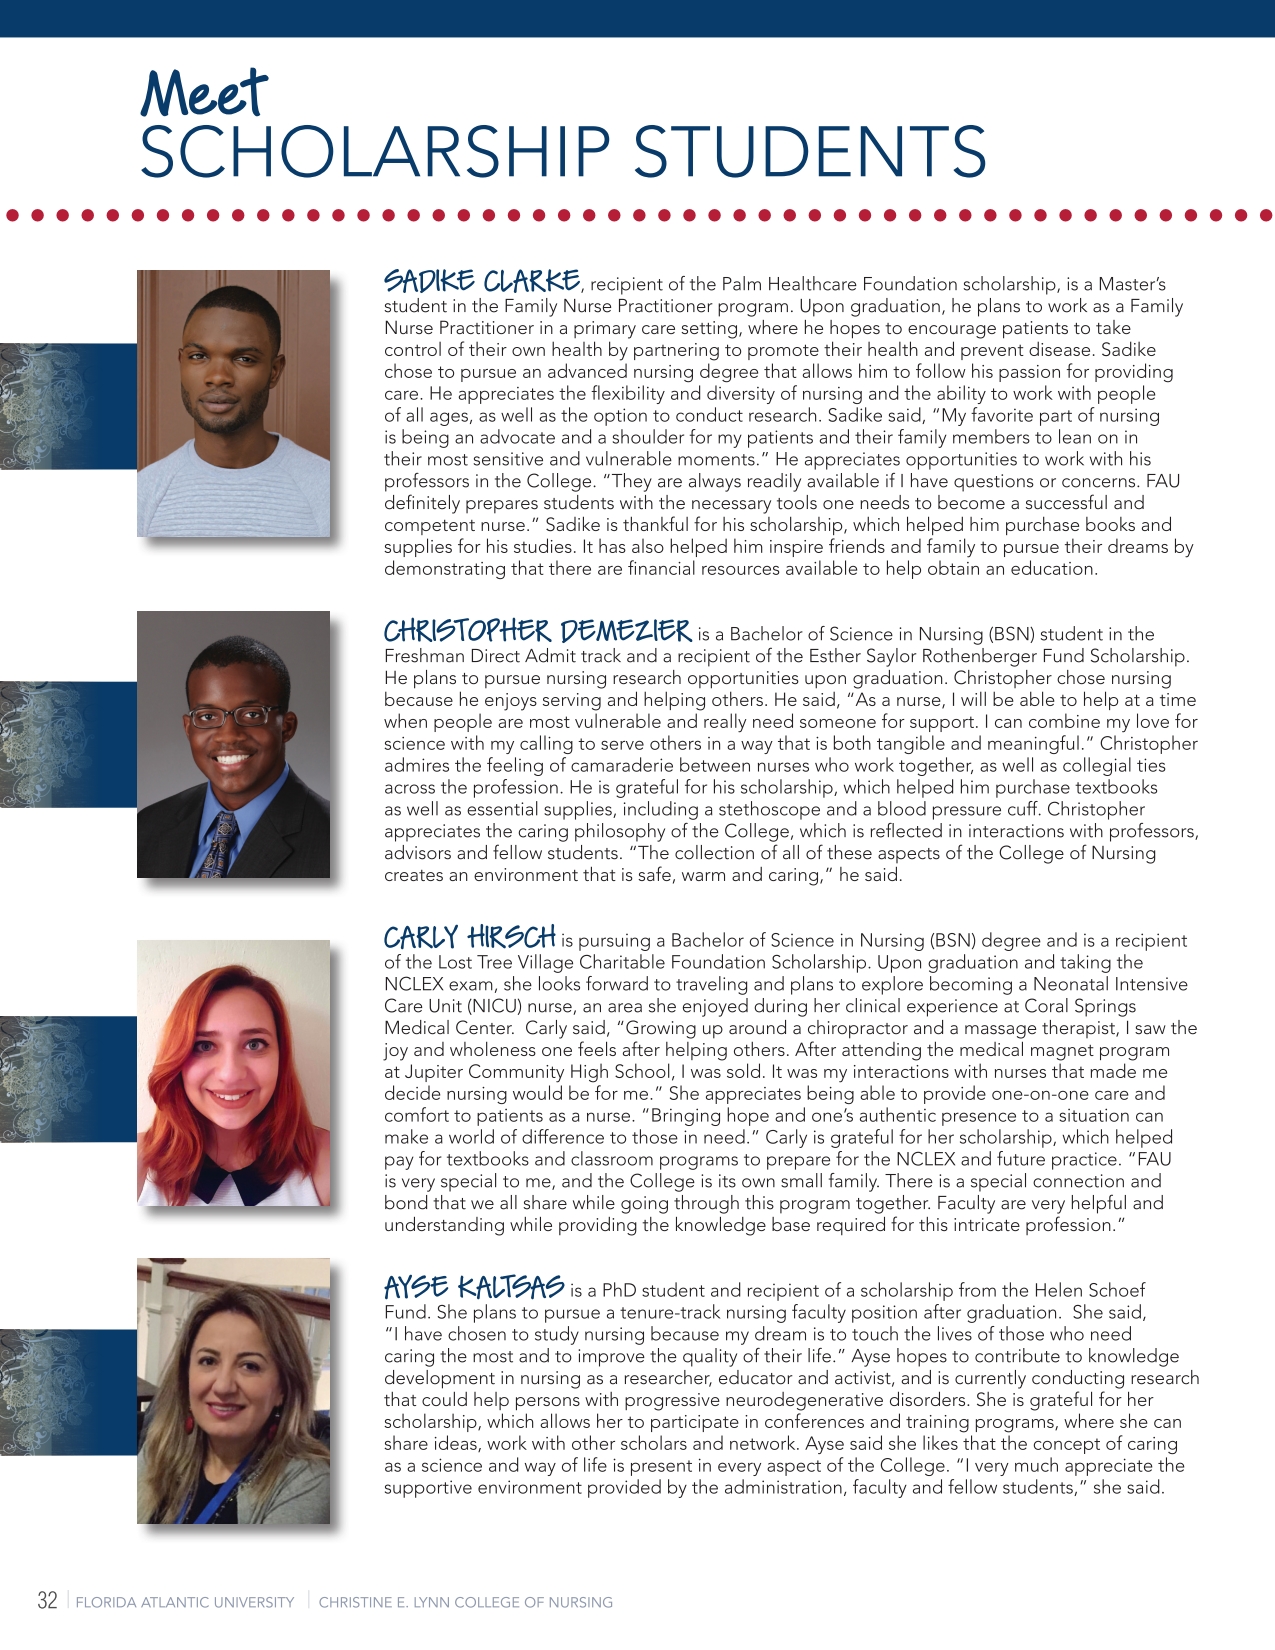 Meet
SCHOLARSHIP STUDENTS
SADIKE CLARKE, recipient of the Palm Healthcare Foundation scholarship, is a Master’s
student in the Family Nurse Practitioner program. Upon graduation, he plans to work as a Family
Nurse Practitioner in a primary care setting, where he hopes to encourage patients to take
control of their own health by partnering to promote their health and prevent disease. Sadike
chose to pursue an advanced nursing degree that allows him to follow his passion for providing
care. He appreciates the flexibility and diversity of nursing and the ability to work with people
of all ages, as well as the option to conduct research. Sadike said, “My favorite part of nursing
is being an advocate and a shoulder for my patients and their family members to lean on in
their most sensitive and vulnerable moments.” He appreciates opportunities to work with his
professors in the College. “They are always readily available if I have questions or concerns. FAU
definitely prepares students with the necessary tools one needs to become a successful and
competent nurse.” Sadike is thankful for his scholarship, which helped him purchase books and
supplies for his studies. It has also helped him inspire friends and family to pursue their dreams by
demonstrating that there are financial resources available to help obtain an education.
CHRISTOPHER DEMEZIER is a Bachelor of Science in Nursing (BSN) student in the
Freshman Direct Admit track and a recipient of the Esther Saylor Rothenberger Fund Scholarship.
He plans to pursue nursing research opportunities upon graduation. Christopher chose nursing
because he enjoys serving and helping others. He said, “As a nurse, I will be able to help at a time
when people are most vulnerable and really need someone for support. I can combine my love for
science with my calling to serve others in a way that is both tangible and meaningful.” Christopher
admires the feeling of camaraderie between nurses who work together, as well as collegial ties
across the profession. He is grateful for his scholarship, which helped him purchase textbooks
as well as essential supplies, including a stethoscope and a blood pressure cuff. Christopher
appreciates the caring philosophy of the College, which is reflected in interactions with professors,
advisors and fellow students. “The collection of all of these aspects of the College of Nursing
creates an environment that is safe, warm and caring,” he said.
CARLY HIRSCH is pursuing a Bachelor of Science in Nursing (BSN) degree and is a recipient
of the Lost Tree Village Charitable Foundation Scholarship. Upon graduation and taking the
NCLEX exam, she looks forward to traveling and plans to explore becoming a Neonatal Intensive
Care Unit (NICU) nurse, an area she enjoyed during her clinical experience at Coral Springs
Medical Center. Carly said, “Growing up around a chiropractor and a massage therapist, I saw the
joy and wholeness one feels after helping others. After attending the medical magnet program
at Jupiter Community High School, I was sold. It was my interactions with nurses that made me
decide nursing would be for me.” She appreciates being able to provide one-on-one care and
comfort to patients as a nurse. “Bringing hope and one’s authentic presence to a situation can
make a world of difference to those in need.” Carly is grateful for her scholarship, which helped
pay for textbooks and classroom programs to prepare for the NCLEX and future practice. “FAU
is very special to me, and the College is its own small family. There is a special connection and
bond that we all share while going through this program together. Faculty are very helpful and
understanding while providing the knowledge base required for this intricate profession.”
AYSE KALTSAS is a PhD student and recipient of a scholarship from the Helen Schoef
Fund. She plans to pursue a tenure-track nursing faculty position after graduation. She said,
“I have chosen to study nursing because my dream is to touch the lives of those who need
caring the most and to improve the quality of their life.” Ayse hopes to contribute to knowledge
development in nursing as a researcher, educator and activist, and is currently conducting research
that could help persons with progressive neurodegenerative disorders. She is grateful for her
scholarship, which allows her to participate in conferences and training programs, where she can
share ideas, work with other scholars and network. Ayse said she likes that the concept of caring
as a science and way of life is present in every aspect of the College. “I very much appreciate the
supportive environment provided by the administration, faculty and fellow students,” she said.
32 | FLORIDA ATLANTIC UNIVERSITY | CHRISTINE E. LYNN COLLEGE OF NURSING